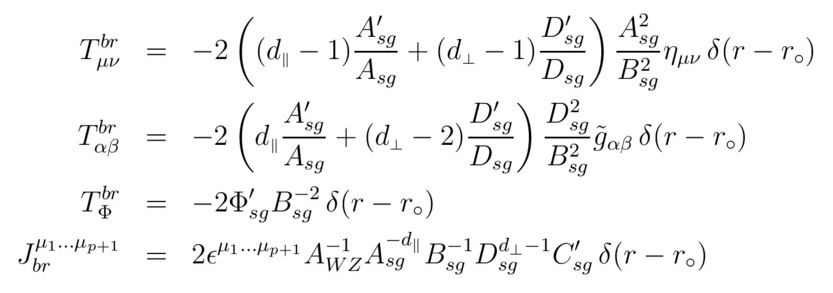 $T^{br}_{\mu\nu} = -2\left((d_{\parallel}-1)\frac{A'_{sg}}{A_{sg}} + (d_{\perp}-1)\frac{D'_{sg}}{D_{sg}}\right)\frac{A^2_{sg}}{B^2_{sg}}\eta_{\mu\nu}\,\delta(r-r_{\circ})$
$T^{br}_{\alpha\beta} = -2\left(d_{\parallel}\frac{A'_{sg}}{A_{sg}} + (d_{\perp}-2)\frac{D'_{sg}}{D_{sg}}\right)\frac{D^2_{sg}}{B^2_{sg}}\tilde{g}_{\alpha\beta}\,\delta(r-r_{\circ})$
$T^{br}_{\Phi} = -2\Phi'_{sg}B^{-2}_{sg}\,\delta(r-r_{\circ})$
$J^{\mu_1\ldots\mu_{p+1}}_{br} = 2\epsilon^{\mu_1\ldots\mu_{p+1}}A^{-1}_{WZ}A^{-d_{\parallel}}_{sg}B^{-1}_{sg}D^{d_{\perp}-1}_{sg}C'_{sg}\,\delta(r-r_{\circ})$